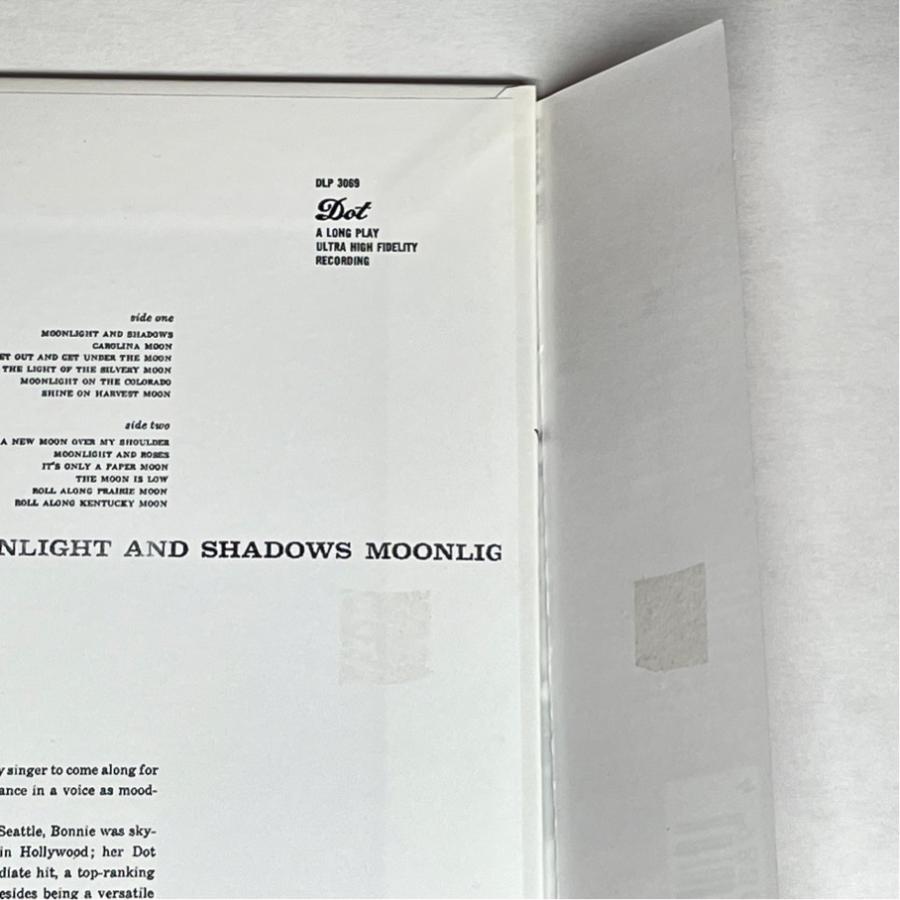 DLP 3069
Dot
A LONG PLAY
ULTRA HIGH FIDELITY
RECORDING
side one
MOONLIGHT AND SHADOWS
CAROLINA MOON
ET OUT AND GET UNDER THE MOON
THE LIGHT OF THE SILVERY MOON
MOONLIGHT ON THE COLORADO
SHINE ON HARVEST MOON
side two
A NEW MOON OVER MY SHOULDER
MOONLIGHT AND ROSES
IT'S ONLY A PAPER MOON
THE MOON IS LOW
ROLL ALONG PRAIRIE MOON
ROLL ALONG KENTUCKY MOON
NLIGHT AND SHADOWS MOONLIG
y singer to come along for
ance in a voice as mood-
Seattle, Bonnie was sky-
in Hollywood; her Dot
diate hit, a top-ranking
esides being a versatile